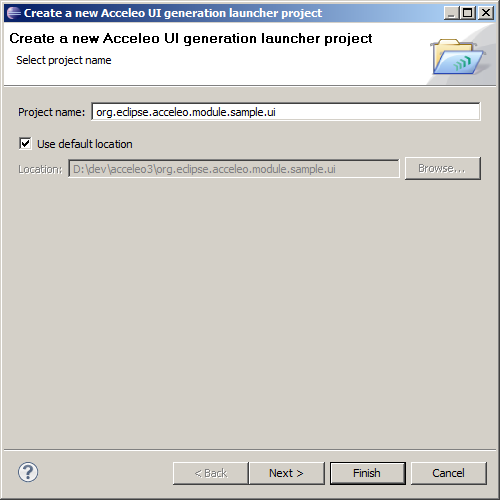 Create a new Acceleo UI generation launcher project
Create a new Acceleo UI generation launcher project
Select project name
Project name: org.eclipse.acceleo.module.sample.ui
Use default location
Location: D:\dev\acceleo3\org.eclipse.acceleo.module.sample.ui Browse...
? < Back Next > Finish Cancel